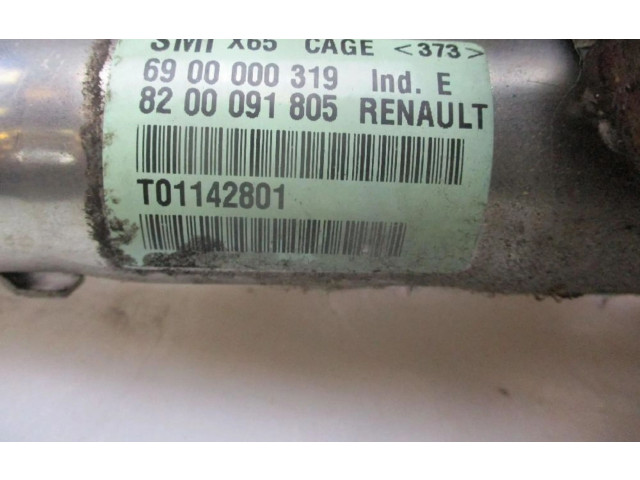 SMI X65 CAGE <373>
69 00 000 319 Ind. E
82 00 091 805 RENAULT
T01142801